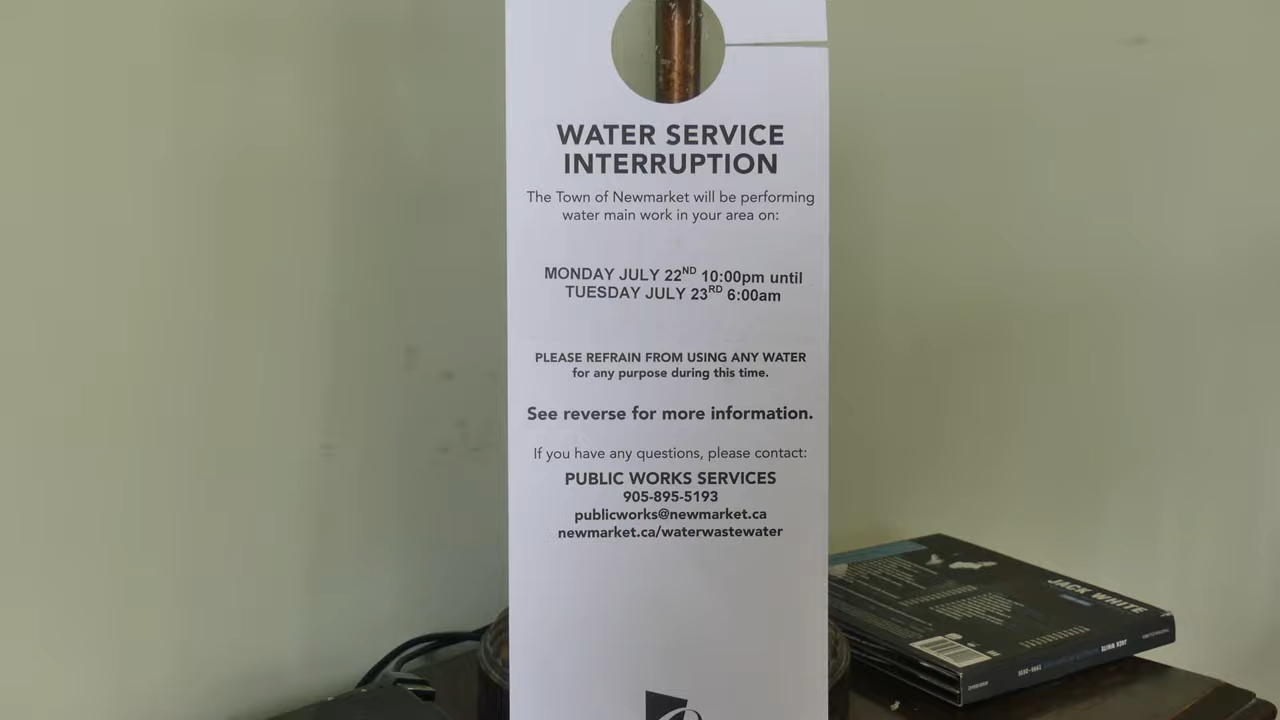 WATER SERVICE
INTERRUPTION
The Town of Newmarket will be performing
water main work in your area on:
MONDAY JULY 22ND 10:00pm until
TUESDAY JULY 23RD 6:00am
PLEASE REFRAIN FROM USING ANY WATER
for any purpose during this time.
See reverse for more information.
If you have any questions, please contact:
PUBLIC WORKS SERVICES
905-895-5193
publicworks@newmarket.ca
newmarket.ca/waterwastewater
JACK WHITE
JACK WHITE